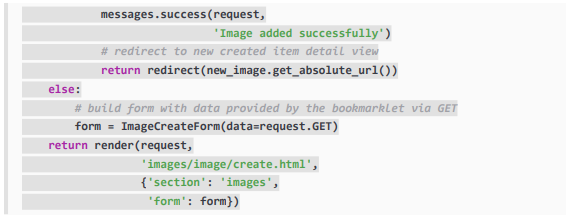 messages.success(request,
'Image added successfully')
# redirect to new created item detail view
return redirect(new_image.get_absolute_url())
else:
# build form with data provided by the bookmarklet via GET
form = ImageCreateForm(data=request.GET)
return render(request,
'images/image/create.html',
{'section': 'images',
'form': form})